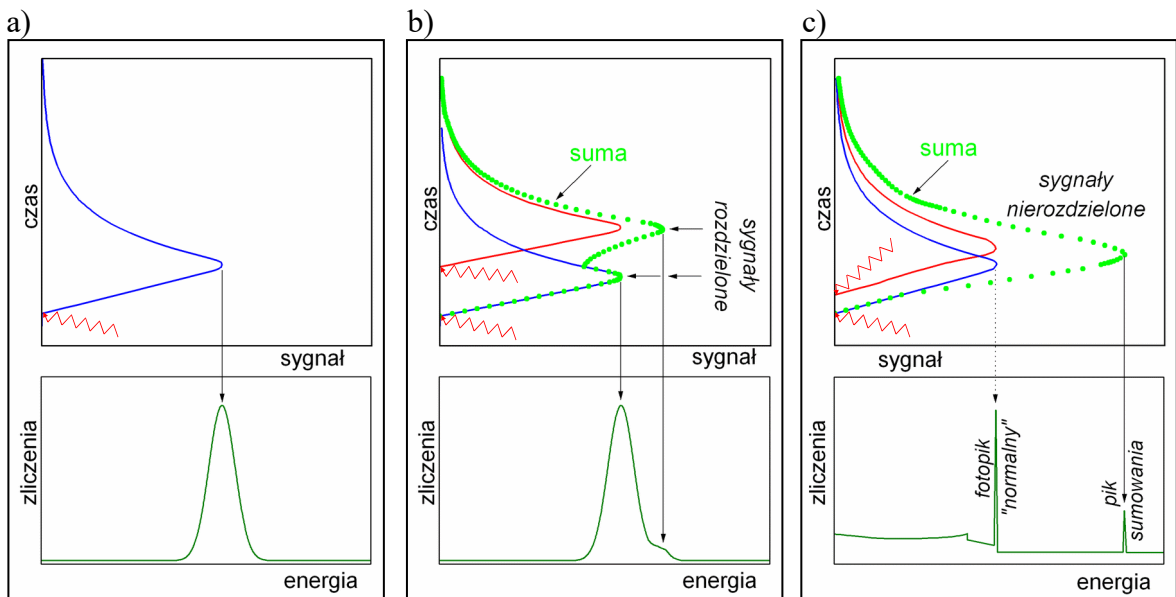 a)
czas
sygnał
zliczenia
energia
b)
czas
suma
sygnały
rozdzielone
sygnał
zliczenia
energia
c)
czas
suma
sygnały
nierozdzielone
sygnał
zliczenia
fotopik
"normalny"
pik
sumowania
energia